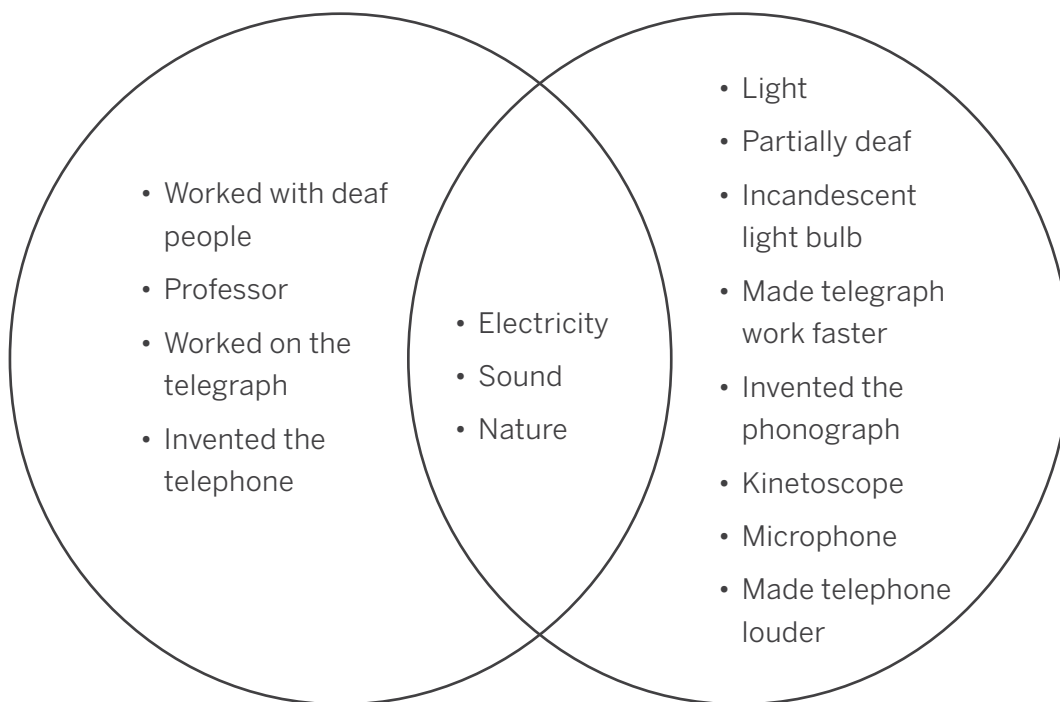 • Worked with deaf
people
• Professor
• Worked on the
telegraph
• Invented the
telephone
• Electricity
• Sound
• Nature
• Light
• Partially deaf
• Incandescent
light bulb
• Made telegraph
work faster
• Invented the
phonograph
• Kinetoscope
• Microphone
• Made telephone
louder